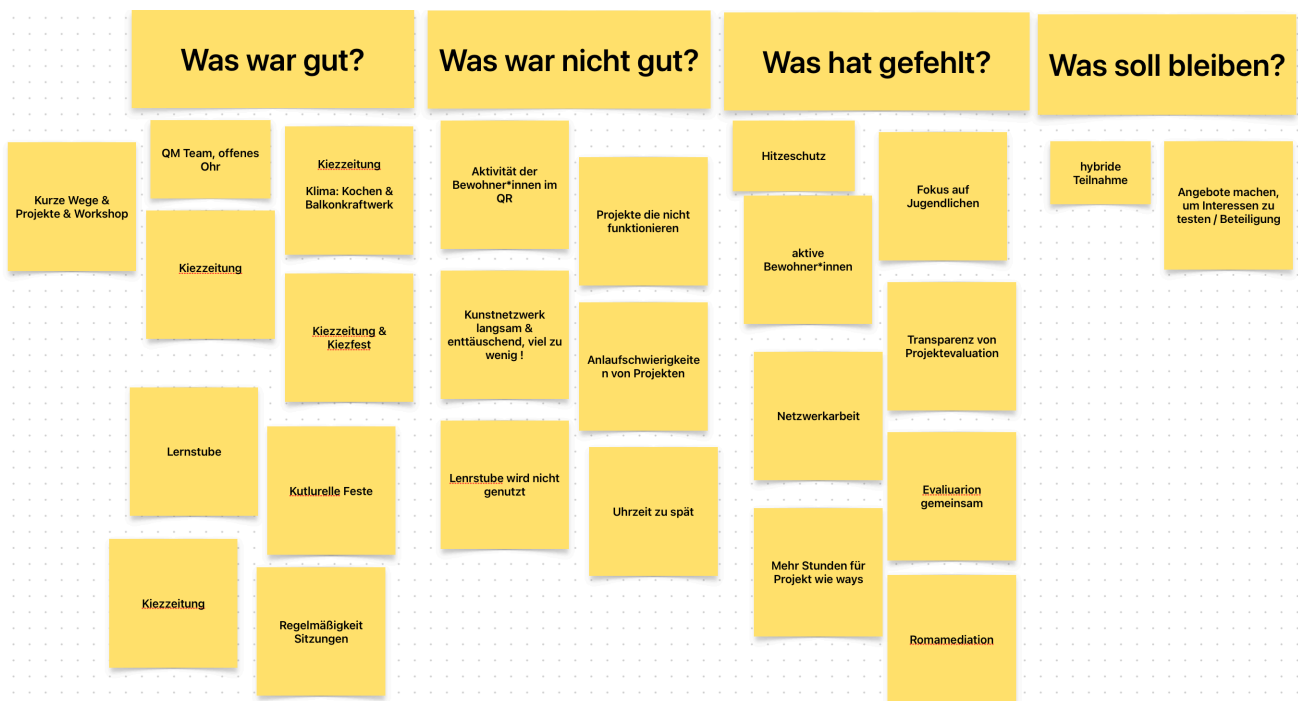 Was war gut?
Kurze Wege &
Projekte & Workshop
QM Team, offenes
Ohr
Kiezzeitung
Klima: Kochen &
Balkonkraftwerk
Kiezzeitung
Kiezzeitung &
Kiezfest
Lernstube
Kutlurelle Feste
Kiezzeitung
Regelmäßigkeit
Sitzungen
Was war nicht gut?
Aktivität der
Bewohner*innen im
QR
Projekte die nicht
funktionieren
Kunstnetzwerk
langsam &
enttäuschend, viel zu
wenig !
Anlaufschwierigkeite
n von Projekten
Lenrstube wird nicht
genutzt
Uhrzeit zu spät
Was hat gefehlt?
Hitzeschutz
Fokus auf
Jugendlichen
aktive
Bewohner*innen
Transparenz von
Projektevaluation
Netzwerkarbeit
Evaliuarion
gemeinsam
Mehr Stunden für
Projekt wie ways
Romamediation
Was soll bleiben?
hybride
Teilnahme
Angebote machen,
um Interessen zu
testen / Beteiligung